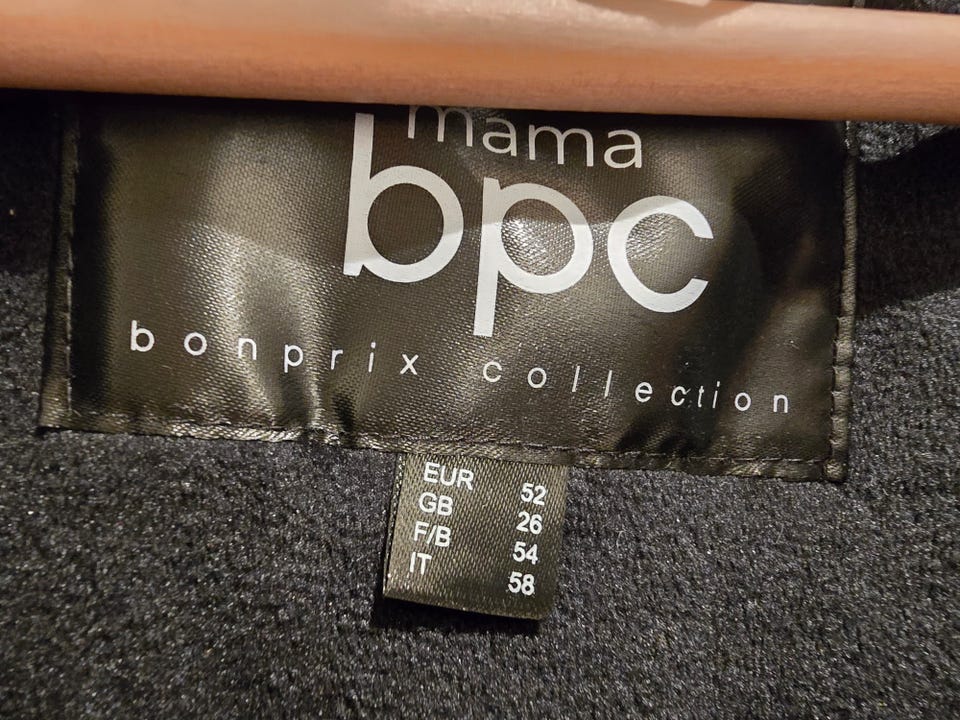 mama
bpc
bonprix collection
EUR 52
GB 26
F/B 54
IT 58